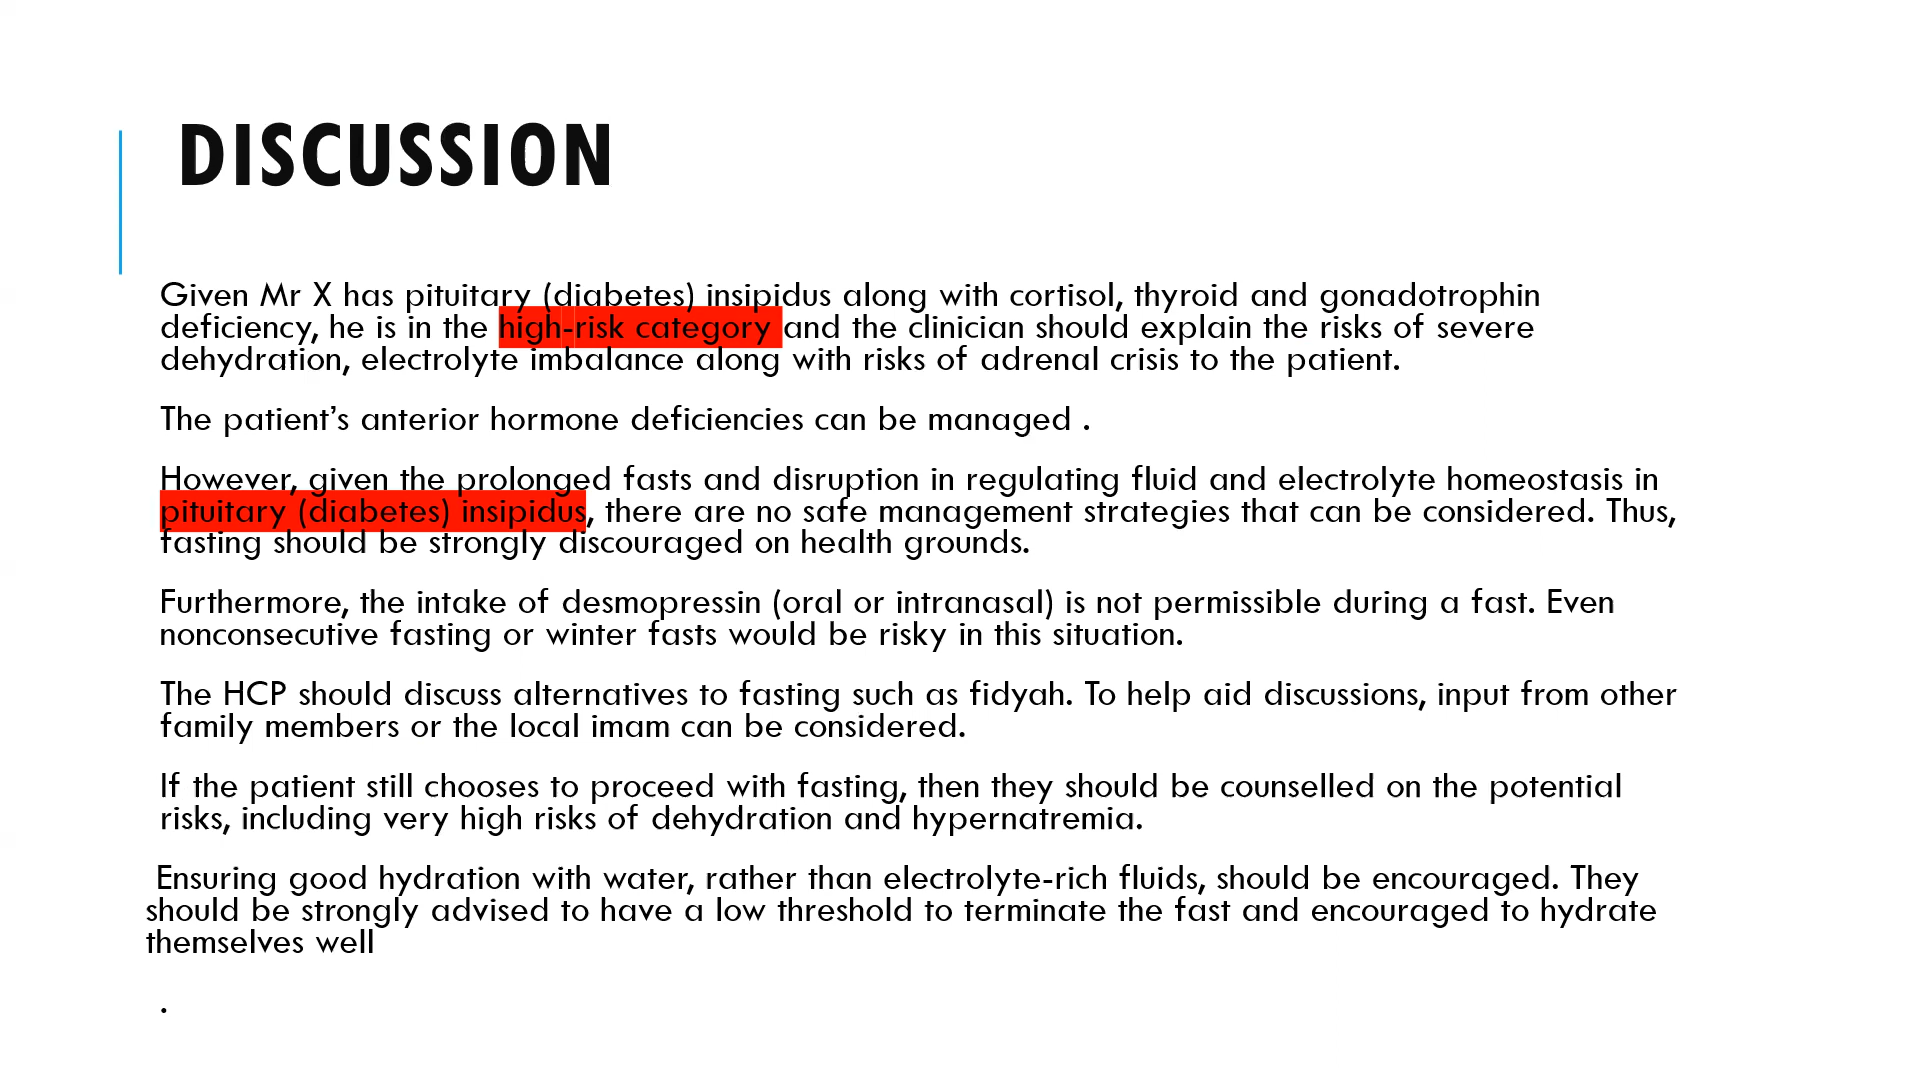 DISCUSSION
Given Mr X has pituitary (diabetes) insipidus along with cortisol, thyroid and gonadotrophin
deficiency, he is in the high-risk category and the clinician should explain the risks of severe
dehydration, electrolyte imbalance along with risks of adrenal crisis to the patient.
The patient’s anterior hormone deficiencies can be managed .
However, given the prolonged fasts and disruption in regulating fluid and electrolyte homeostasis in
pituitary (diabetes) insipidus, there are no safe management strategies that can be considered. Thus,
fasting should be strongly discouraged on health grounds.
Furthermore, the intake of desmopressin (oral or intranasal) is not permissible during a fast. Even
nonconsecutive fasting or winter fasts would be risky in this situation.
The HCP should discuss alternatives to fasting such as fidyah. To help aid discussions, input from other
family members or the local imam can be considered.
If the patient still chooses to proceed with fasting, then they should be counselled on the potential
risks, including very high risks of dehydration and hypernatremia.
Ensuring good hydration with water, rather than electrolyte-rich fluids, should be encouraged. They
should be strongly advised to have a low threshold to terminate the fast and encouraged to hydrate
themselves well
.